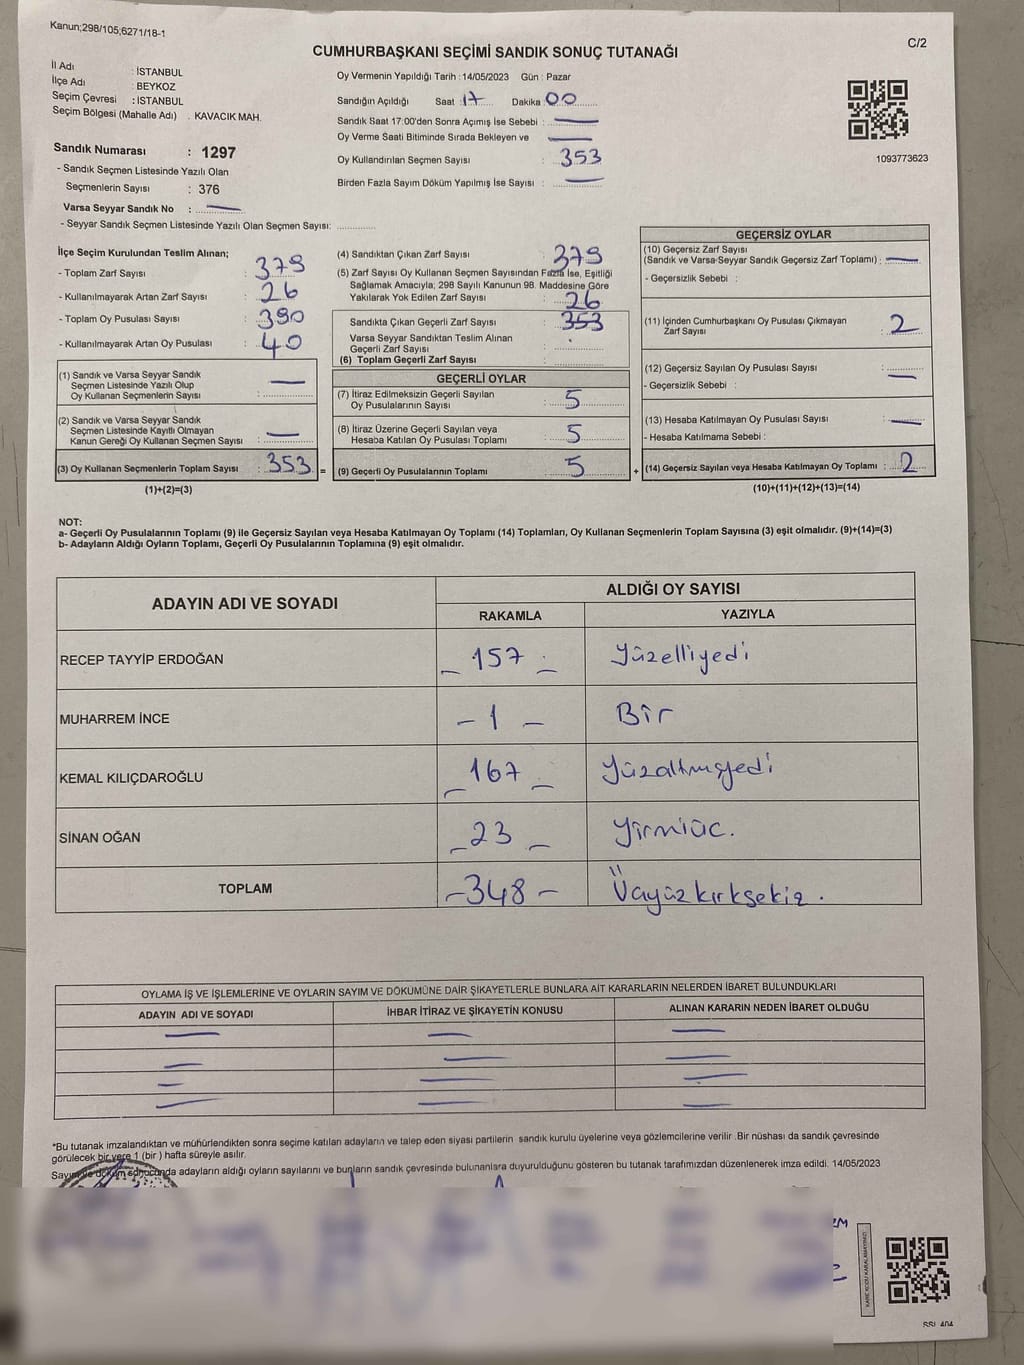 Kanun;298/105;6271/18-1
C/2
CUMHURBAŞKANI SEÇİMİ SANDIK SONUÇ TUTANAĞI
İl Adı : İSTANBUL
İlçe Adı : BEYKOZ
Seçim Çevresi : İSTANBUL
Seçim Bölgesi (Mahalle Adı) . KAVACIK MAH.
Sandık Numarası : 1297
- Sandık Seçmen Listesinde Yazılı Olan
Seçmenlerin Sayısı : 376
Varsa Seyyar Sandık No : —
- Seyyar Sandık Seçmen Listesinde Yazılı Olan Seçmen Sayısı:
Oy Vermenin Yapıldığı Tarih : 14/05/2023 Gün : Pazar
Sandığın Açıldığı Saat : 17 Dakika 00
Sandık Saat 17:00'den Sonra Açımış İse Sebebi : —
Oy Verme Saati Bitiminde Sırada Bekleyen ve —
Oy Kullandırılan Seçmen Sayısı : 353
Birden Fazla Sayım Döküm Yapılmış İse Sayısı : —
1093773623
İlçe Seçim Kurulundan Teslim Alınan;
- Toplam Zarf Sayısı : 379
- Kullanılmayarak Artan Zarf Sayısı : 26
- Toplam Oy Pusulası Sayısı : 390
- Kullanılmayarak Artan Oy Pusulası : 40
(1) Sandık ve Varsa Seyyar Sandık
Seçmen Listesinde Yazılı Olup
Oy Kullanan Seçmenlerin Sayısı : —
(2) Sandık ve Varsa Seyyar Sandık
Seçmen Listesinde Kayıtlı Olmayan
Kanun Gereği Oy Kullanan Seçmen Sayısı : —
(3) Oy Kullanan Seçmenlerin Toplam Sayısı : 353 =
(1)+(2)=(3)
(4) Sandıktan Çıkan Zarf Sayısı : 379
(5) Zarf Sayısı Oy Kullanan Seçmen Sayısından Fazla İse, Eşitliği
Sağlamak Amacıyla, 298 Sayılı Kanunun 98. Maddesine Göre
Yakılarak Yok Edilen Zarf Sayısı : 26
Sandıkta Çıkan Geçerli Zarf Sayısı : 353
Varsa Seyyar Sandıktan Teslim Alınan
Geçerli Zarf Sayısı :
(6) Toplam Geçerli Zarf Sayısı :
GEÇERLİ OYLAR
(7) İtiraz Edilmeksizin Geçerli Sayılan
Oy Pusulalarının Sayısı : 5
(8) İtiraz Üzerine Geçerli Sayılan veya
Hesaba Katılan Oy Pusulası Toplamı : 5
(9) Geçerli Oy Pusulalarının Toplamı : 5 +
GEÇERSİZ OYLAR
(10) Geçersiz Zarf Sayısı
(Sandık ve Varsa Seyyar Sandık Geçersiz Zarf Toplamı) : —
- Geçersizlik Sebebi :
(11) İçinden Cumhurbaşkanı Oy Pusulası Çıkmayan
Zarf Sayısı : 2
(12) Geçersiz Sayılan Oy Pusulası Sayısı : —
- Geçersizlik Sebebi :
(13) Hesaba Katılmayan Oy Pusulası Sayısı : —
- Hesaba Katılmama Sebebi :
(14) Geçersiz Sayılan veya Hesaba Katılmayan Oy Toplamı : 2
(10)+(11)+(12)+(13)=(14)
NOT:
a- Geçerli Oy Pusulalarının Toplamı (9) ile Geçersiz Sayılan veya Hesaba Katılmayan Oy Toplamı (14) Toplamları, Oy Kullanan Seçmenlerin Toplam Sayısına (3) eşit olmalıdır. (9)+(14)=(3)
b- Adayların Aldığı Oyların Toplamı, Geçerli Oy Pusulalarının Toplamına (9) eşit olmalıdır.
ADAYIN ADI VE SOYADI ALDIĞI OY SAYISI
RAKAMLA YAZIYLA
RECEP TAYYİP ERDOĞAN – 157 – Yüzelliyedi
MUHARREM İNCE – 1 – Bir
KEMAL KILIÇDAROĞLU – 167 – Yüzaltmışyedi
SİNAN OĞAN – 23 – Yirmiüc.
TOPLAM – 348 – Üayüzkırksekiz.
OYLAMA İŞ VE İŞLEMLERİNE VE OYLARIN SAYIM VE DÖKÜMÜNE DAİR ŞİKAYETLERLE BUNLARA AİT KARARLARIN NELERDEN İBARET BULUNDUKLARI
ADAYIN ADI VE SOYADI İHBAR İTİRAZ VE ŞİKAYETİN KONUSU ALINAN KARARIN NEDEN İBARET OLDUĞU
*Bu tutanak imzalandıktan ve mühürlendikten sonra seçime katılan adayların ve talep eden siyasi partilerin sandık kurulu üyelerine veya gözlemcilerine verilir .Bir nüshası da sandık çevresinde
görülecek bir yere 1 (bir ) hafta süreyle asılır.
Sayım ve döküm sonucunda adayların aldığı oyların sayılarını ve bunların sandık çevresinde bulunanlara duyurulduğunu gösteren bu tutanak tarafımızdan düzenlenerek imza edildi. 14/05/2023
KARE KODU KARALAMAYINIZ!